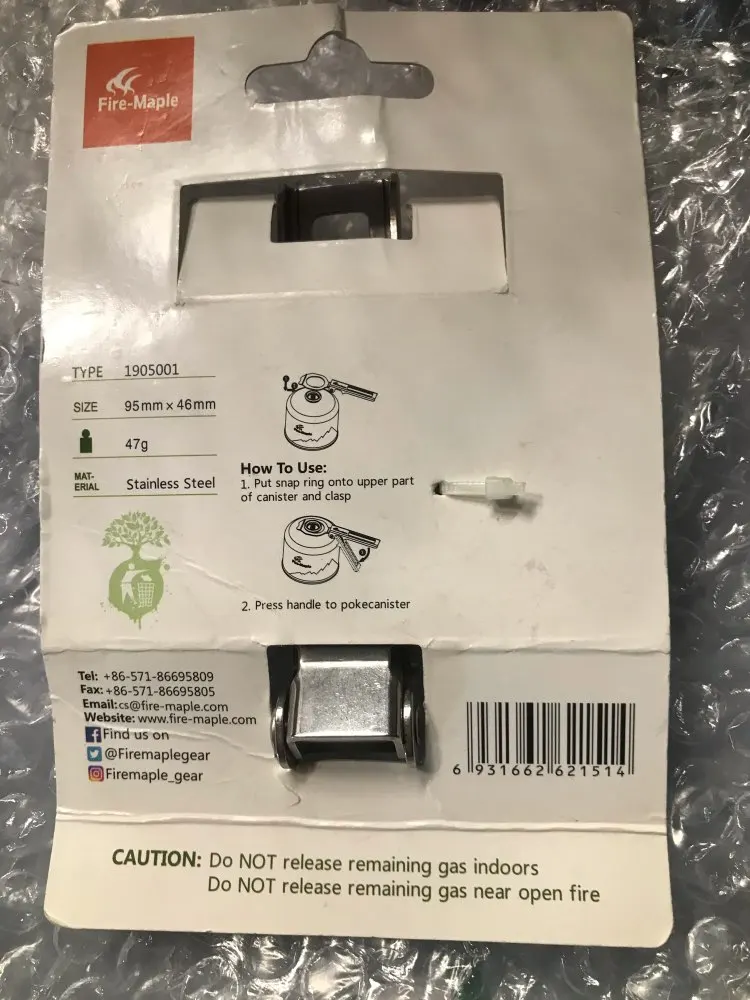 Fire-Maple
TYPE 1905001
SIZE 95mm x 46mm
47g
MAT-
ERIAL Stainless Steel
How To Use:
1. Put snap ring onto upper part
of canister and clasp
2. Press handle to pokecanister
Tel: +86-571-86695809
Fax: +86-571-86695805
Email:cs@fire-maple.com
Website: www.fire-maple.com
Find us on
@Firemaplegear
Firemaple_gear
6 931662 621514
CAUTION: Do NOT release remaining gas indoors
Do NOT release remaining gas near open fire